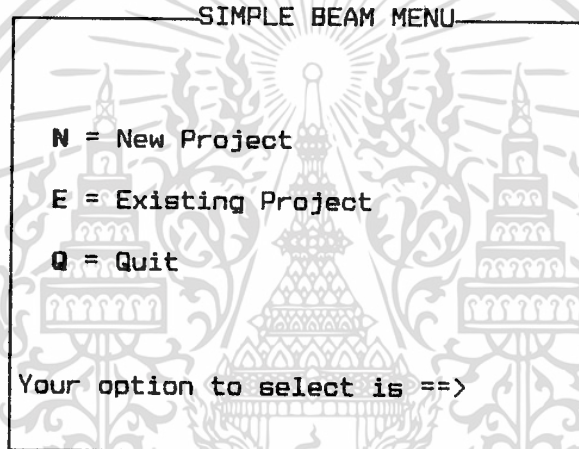 SIMPLE BEAM MENU
N = New Project
E = Existing Project
Q = Quit
Your option to select is ==>